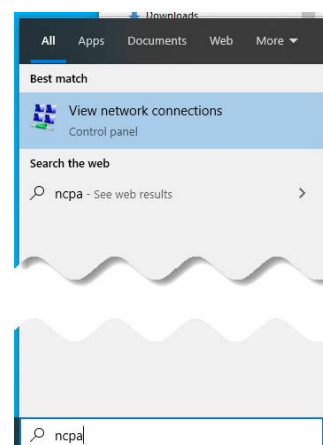 Downloads
All Apps Documents Web More
Best match
View network connections
Control panel
Search the web
ncpa - See web results
ncpa